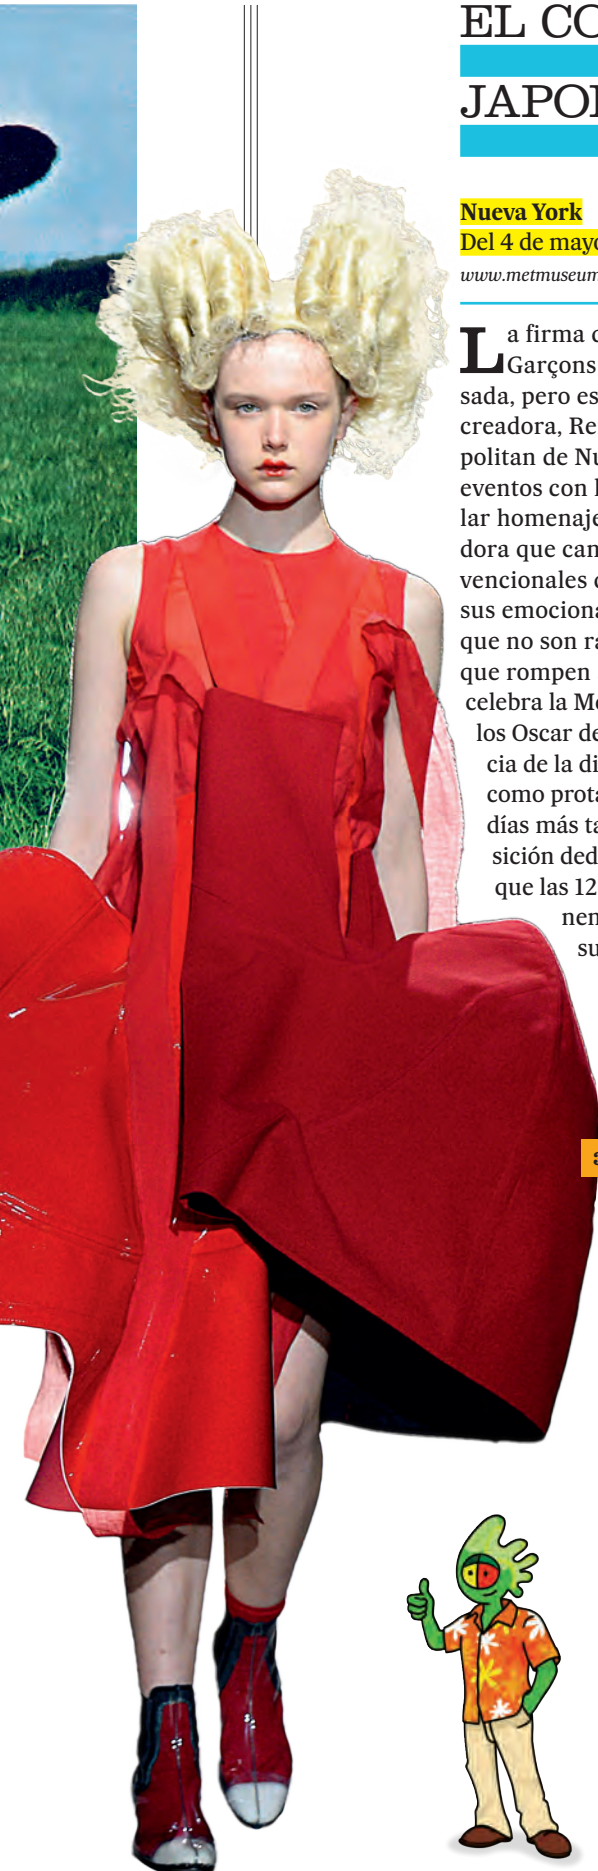 EL CO
JAPO
Nueva York
Del 4 de mayo
www.metmuseum
La firma
Garçons
sada, pero es
creadora, Re
politan de Nu
eventos con
lar homenaje
dora que cam
vencionales
sus emociona
que no son ra
que rompen
celebra la Me
los Oscar de
cia de la di
como prota
días más ta
sición ded
que las 12
nen
su